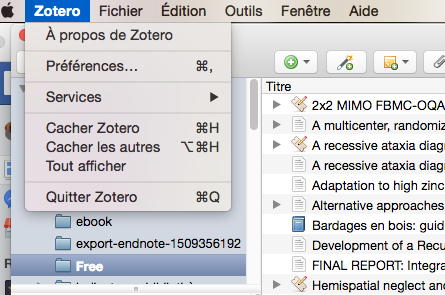 Zotero Fichier Édition Outils Fenêtre Aide
À propos de Zotero
Préférences... ⌘,
Services ▶
Cacher Zotero ⌘H
Cacher les autres ⌥⌘H
Tout afficher
Quitter Zotero ⌘Q
ebook
export-endnote-1509356192
Free
Titre
2x2 MIMO FBMC-OQA
A multicenter, randomiz
A recessive ataxia diag
A recessive ataxia diag
Adaptation to high zinc
Alternative approaches
Bardages en bois: guid
Development of a Recu
FINAL REPORT: Integr
Hemispatial neglect an